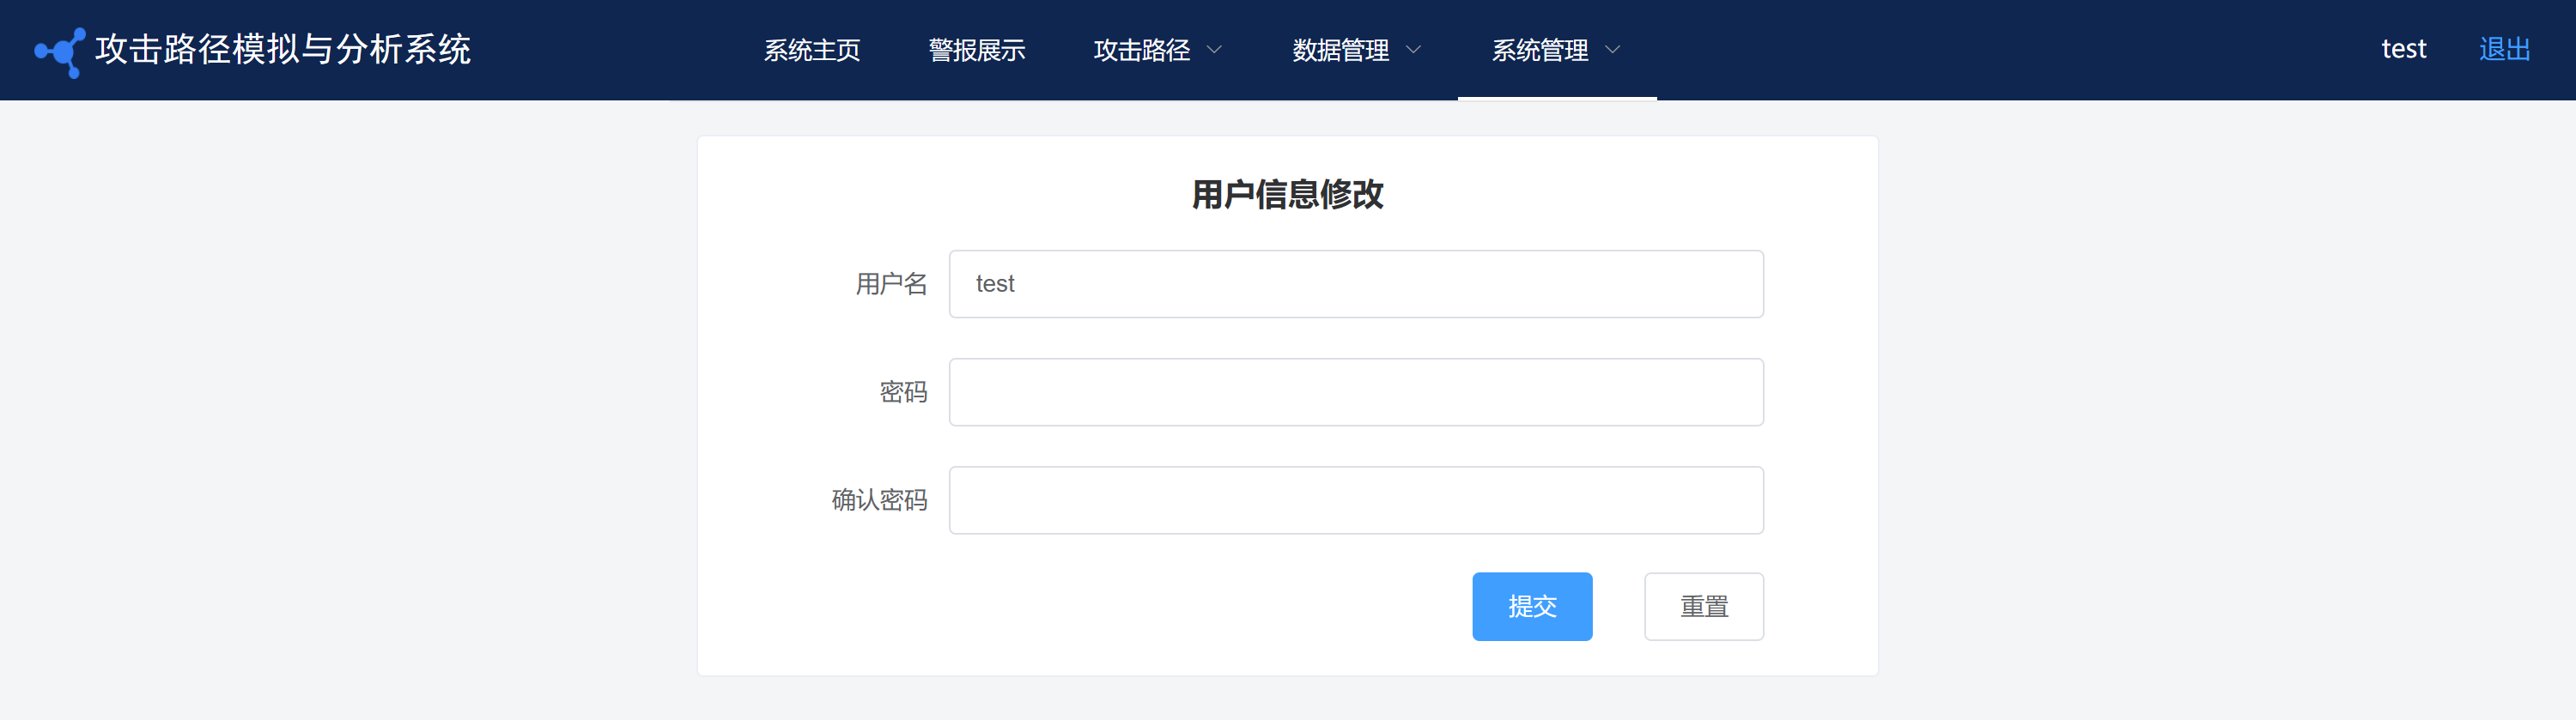 攻击路径模拟与分析系统 系统主页 警报展示 攻击路径 数据管理 系统管理 test 退出
用户信息修改
用户名 test
密码
确认密码
提交 重置